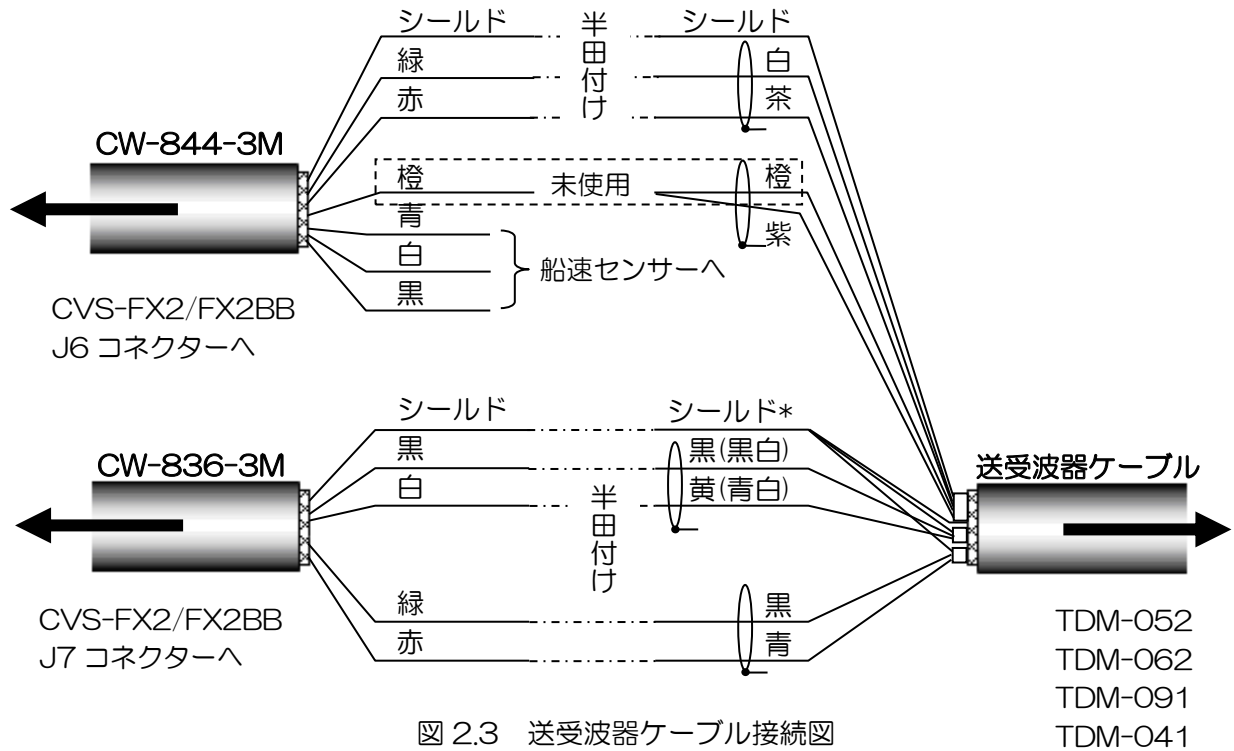 シールド 半田付け シールド
緑 白
赤 茶
CW-844-3M
橙 未使用 橙
青 紫
白 船速センサーへ
黒
CVS-FX2/FX2BB
J6 コネクターへ
シールド シールド*
黒 黒(黒白)
CW-836-3M
白 半田付け 黄(青白)
送受波器ケーブル
緑 黒
赤 青
CVS-FX2/FX2BB
J7 コネクターへ
TDM-052
TDM-062
TDM-091
TDM-041
図 2.3 送受波器ケーブル接続図